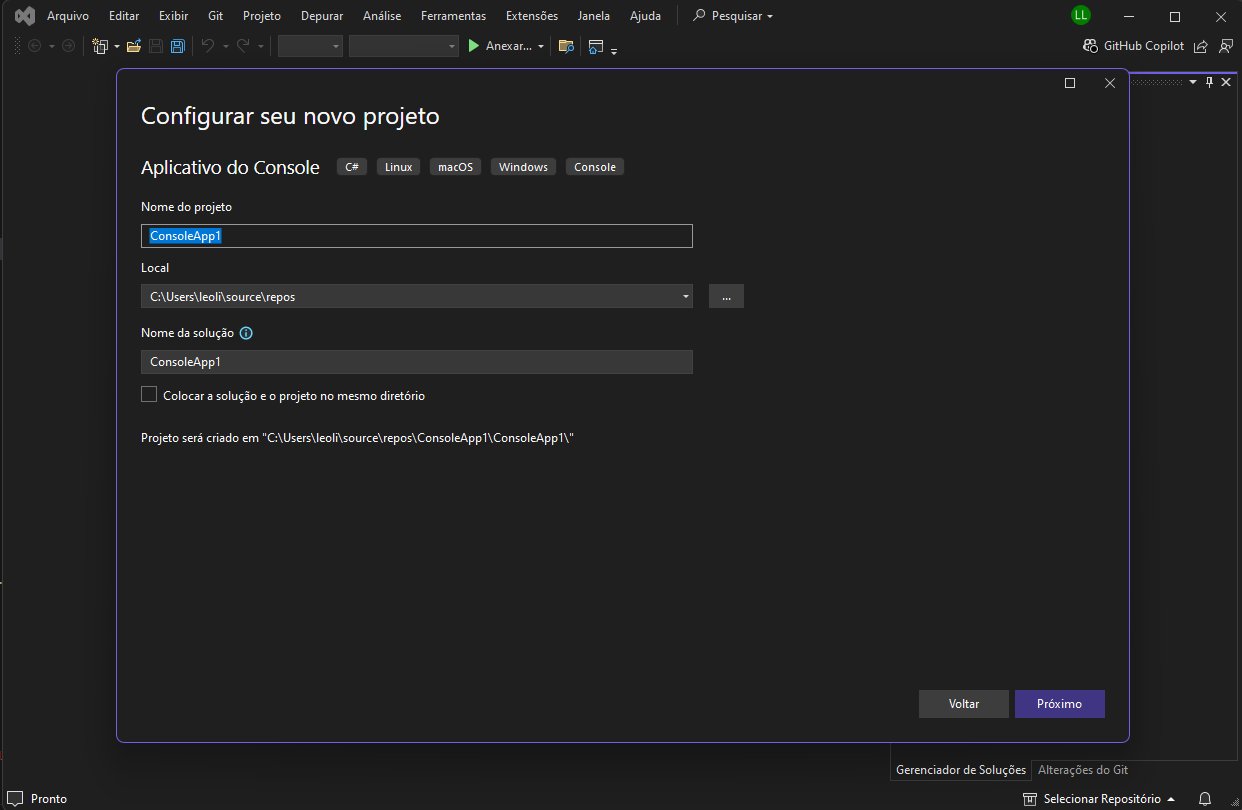 Arquivo Editar Exibir Git Projeto Depurar Análise Ferramentas Extensões Janela Ajuda Pesquisar LL
Anexar... GitHub Copilot
Configurar seu novo projeto
Aplicativo do Console C# Linux macOS Windows Console
Nome do projeto
ConsoleApp1
Local
C:\Users\leoli\source\repos ...
Nome da solução
ConsoleApp1
Colocar a solução e o projeto no mesmo diretório
Projeto será criado em "C:\Users\leoli\source\repos\ConsoleApp1\ConsoleApp1\"
Voltar Próximo
Gerenciador de Soluções Alterações do Git
Pronto Selecionar Repositório